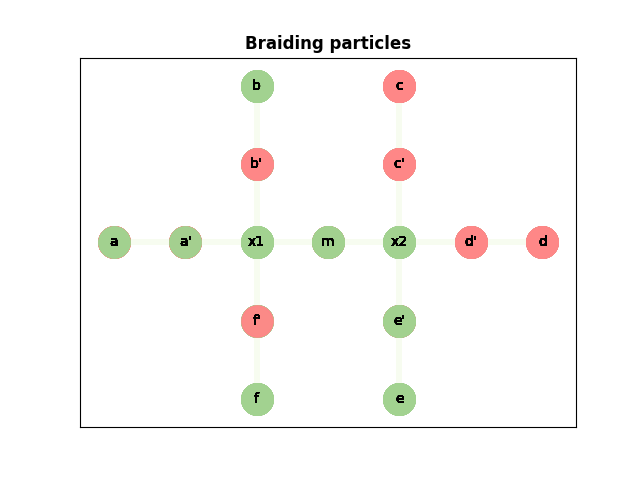 Braiding particles
b c
b' c'
a a' x1 m x2 d' d
f' e'
f e